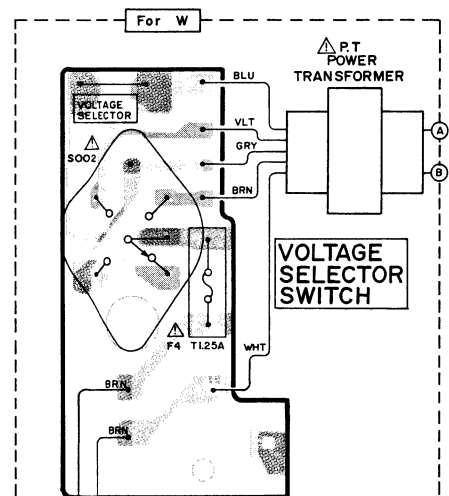 For W
P.T
POWER
TRANSFORMER
BLU
VOLTAGE
SELECTOR
VLT
A
S002
GRY
B
BRN
VOLTAGE
SELECTOR
SWITCH
F4 T1.25A
WHT
BRN
BRN